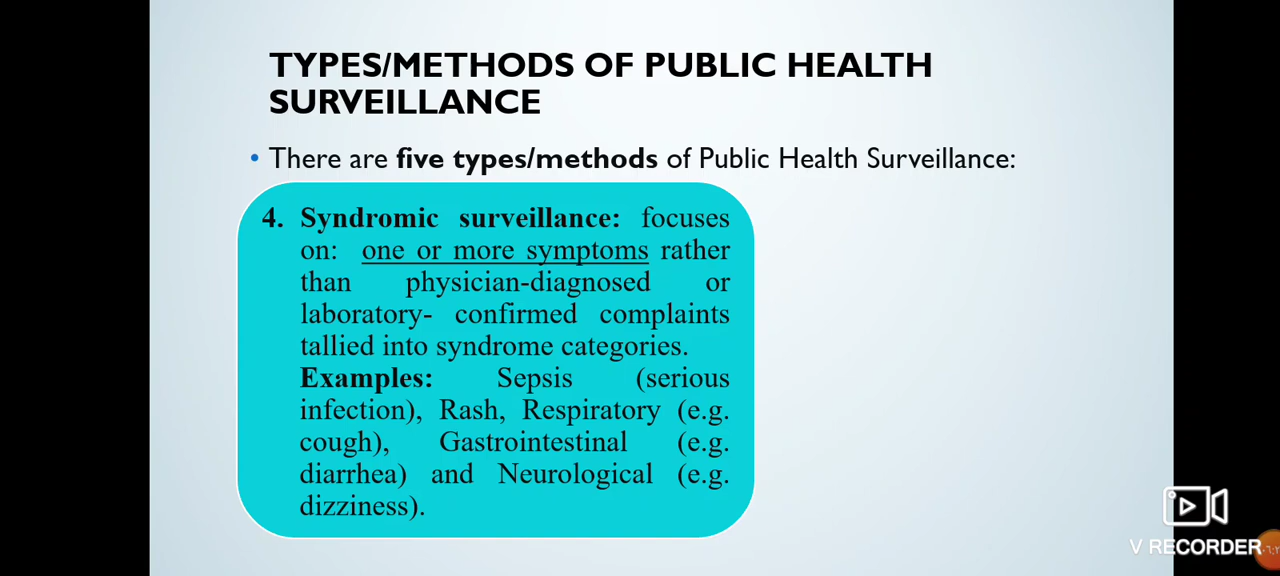 TYPES/METHODS OF PUBLIC HEALTH
SURVEILLANCE
• There are five types/methods of Public Health Surveillance:
4. Syndromic surveillance: focuses
on: one or more symptoms rather
than physician-diagnosed or
laboratory- confirmed complaints
tallied into syndrome categories.
Examples: Sepsis (serious
infection), Rash, Respiratory (e.g.
cough), Gastrointestinal (e.g.
diarrhea) and Neurological (e.g.
dizziness).
V RECORDER